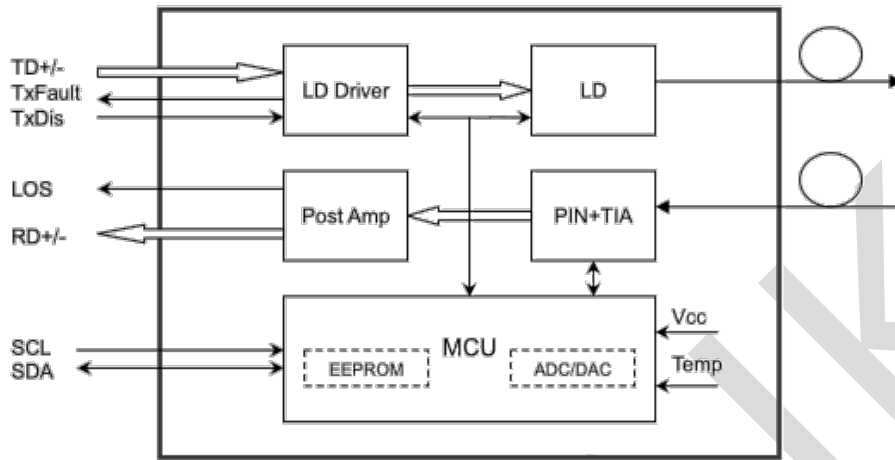 TD+/-
TxFault
TxDis
LD Driver
LD
LOS
RD+/-
Post Amp
PIN+TIA
SCL
SDA
MCU
EEPROM
ADC/DAC
Vcc
Temp